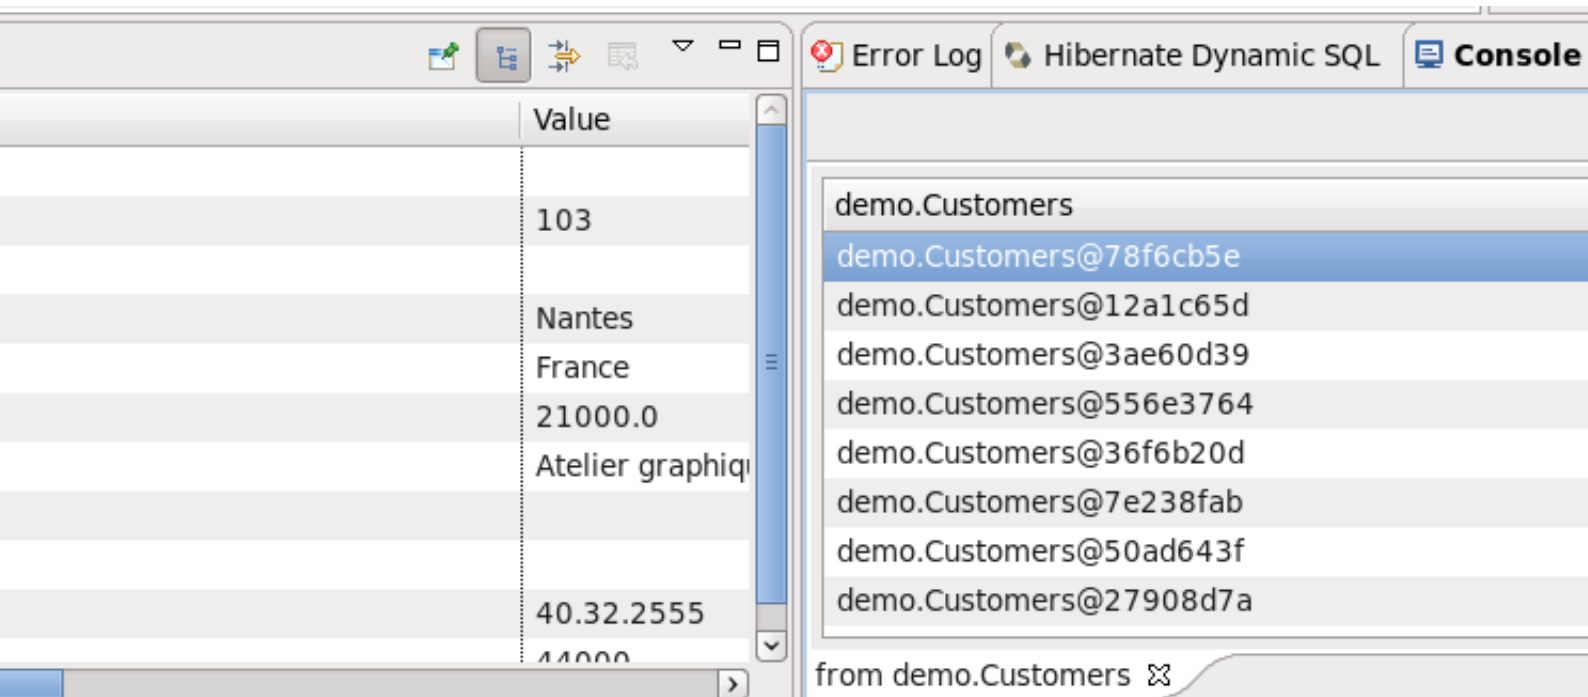 Error Log
Hibernate Dynamic SQL
Console
Value
103
Nantes
France
21000.0
Atelier
40.32.2555
44000
demo.Customers
demo.Customers@78f6cb5e
demo.Customers@12a1c65d
demo.Customers@3ae60d39
demo.Customers@556e3764
demo.Customers@36f6b20d
demo.Customers@7e238fab
demo.Customers@50ad643f
demo.Customers@27908d7a
from demo.Customers